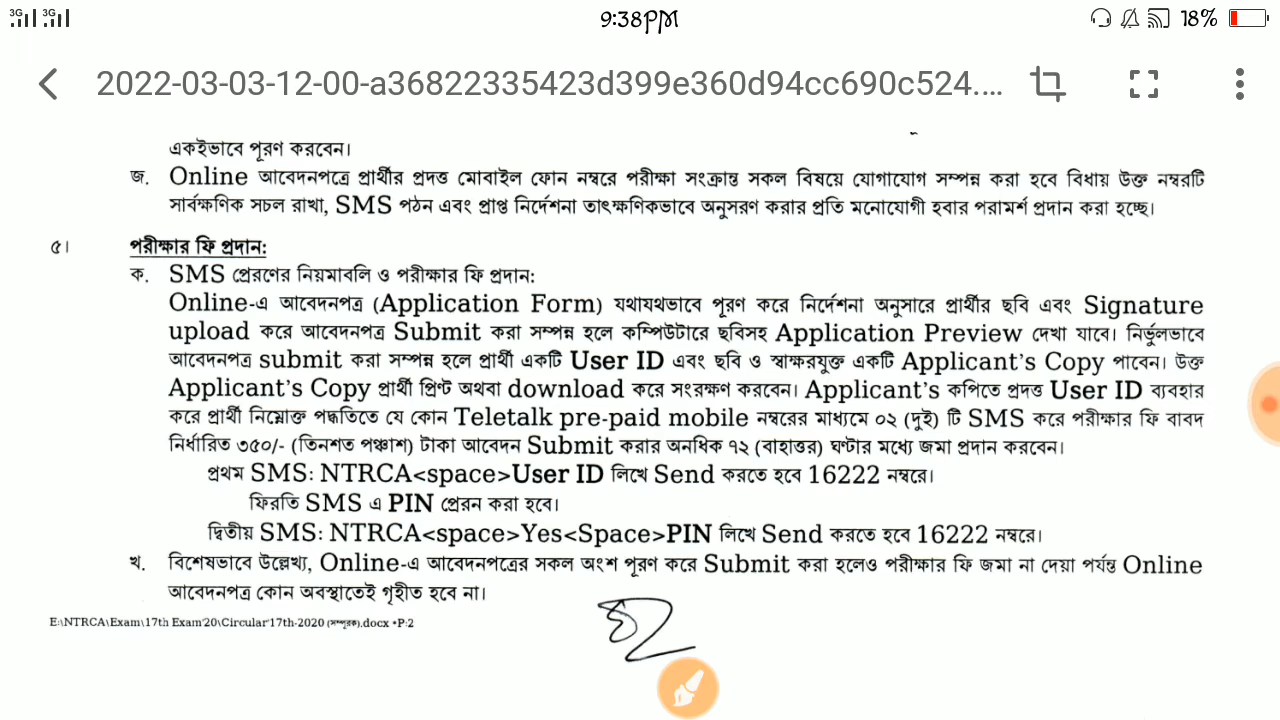 3G 3G 9:38PM 18%
2022-03-03-12-00-a36822335423d399e360d94cc690c524....
একইভাবে পূরণ করবেন।
জ. Online আবেদনপত্রে প্রার্থীর প্রদত্ত মোবাইল ফোন নম্বরে পরীক্ষা সংক্রান্ত সকল বিষয়ে যোগাযোগ সম্পন্ন করা হবে বিধায় উক্ত নম্বরটি
সার্বক্ষণিক সচল রাখা, SMS পঠন এবং প্রাপ্ত নির্দেশনা তাৎক্ষণিকভাবে অনুসরণ করার প্রতি মনোযোগী হবার পরামর্শ প্রদান করা হচ্ছে।
৫। পরীক্ষার ফি প্রদান:
ক. SMS প্রেরণের নিয়মাবলি ও পরীক্ষার ফি প্রদান:
Online-এ আবেদনপত্র (Application Form) যথাযথভাবে পূরণ করে নির্দেশনা অনুসারে প্রার্থীর ছবি এবং Signature
upload করে আবেদনপত্র Submit করা সম্পন্ন হলে কম্পিউটারে ছবিসহ Application Preview দেখা যাবে। নির্ভুলভাবে
আবেদনপত্র submit করা সম্পন্ন হলে প্রার্থী একটি User ID এবং ছবি ও স্বাক্ষরযুক্ত একটি Applicant's Copy পাবেন। উক্ত
Applicant's Copy প্রার্থী প্রিণ্ট অথবা download করে সংরক্ষণ করবেন। Applicant's কপিতে প্রদত্ত User ID ব্যবহার
করে প্রার্থী নিম্নোক্ত পদ্ধতিতে যে কোন Teletalk pre-paid mobile নম্বরের মাধ্যমে ০২ (দুই) টি SMS করে পরীক্ষার ফি বাবদ
নির্ধারিত ৩৫০/- (তিনশত পঞ্চাশ) টাকা আবেদন Submit করার অনধিক ৭২ (বাহাত্তর) ঘণ্টার মধ্যে জমা প্রদান করবেন।
প্রথম SMS: NTRCA<space>User ID লিখে Send করতে হবে 16222 নম্বরে।
ফিরতি SMS এ PIN প্রেরন করা হবে।
দ্বিতীয় SMS: NTRCA<space>Yes<Space>PIN লিখে Send করতে হবে 16222 নম্বরে।
খ. বিশেষভাবে উল্লেখ্য, Online-এ আবেদনপত্রের সকল অংশ পূরণ করে Submit করা হলেও পরীক্ষার ফি জমা না দেয়া পর্যন্ত Online
আবেদনপত্র কোন অবস্থাতেই গৃহীত হবে না।
E:\NTRCA\Exam\17th Exam'20\Circular'17th-2020 (সম্পূরক).docx •P:2